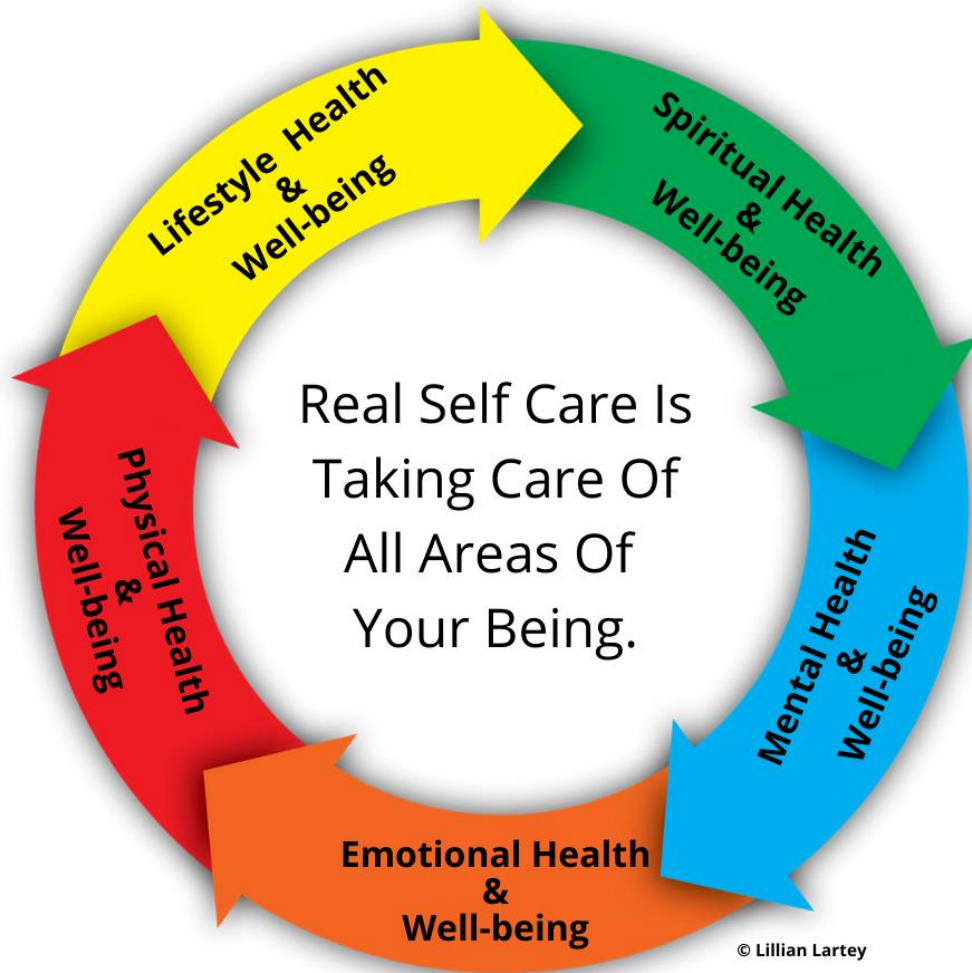 Lifestyle Health
&
Well-being
Spiritual Health
&
Well-being
Real Self Care Is
Taking Care Of
All Areas Of
Your Being.
Physical Health
&
Well-being
Mental Health
&
Well-being
Emotional Health
&
Well-being
© Lillian Lartey